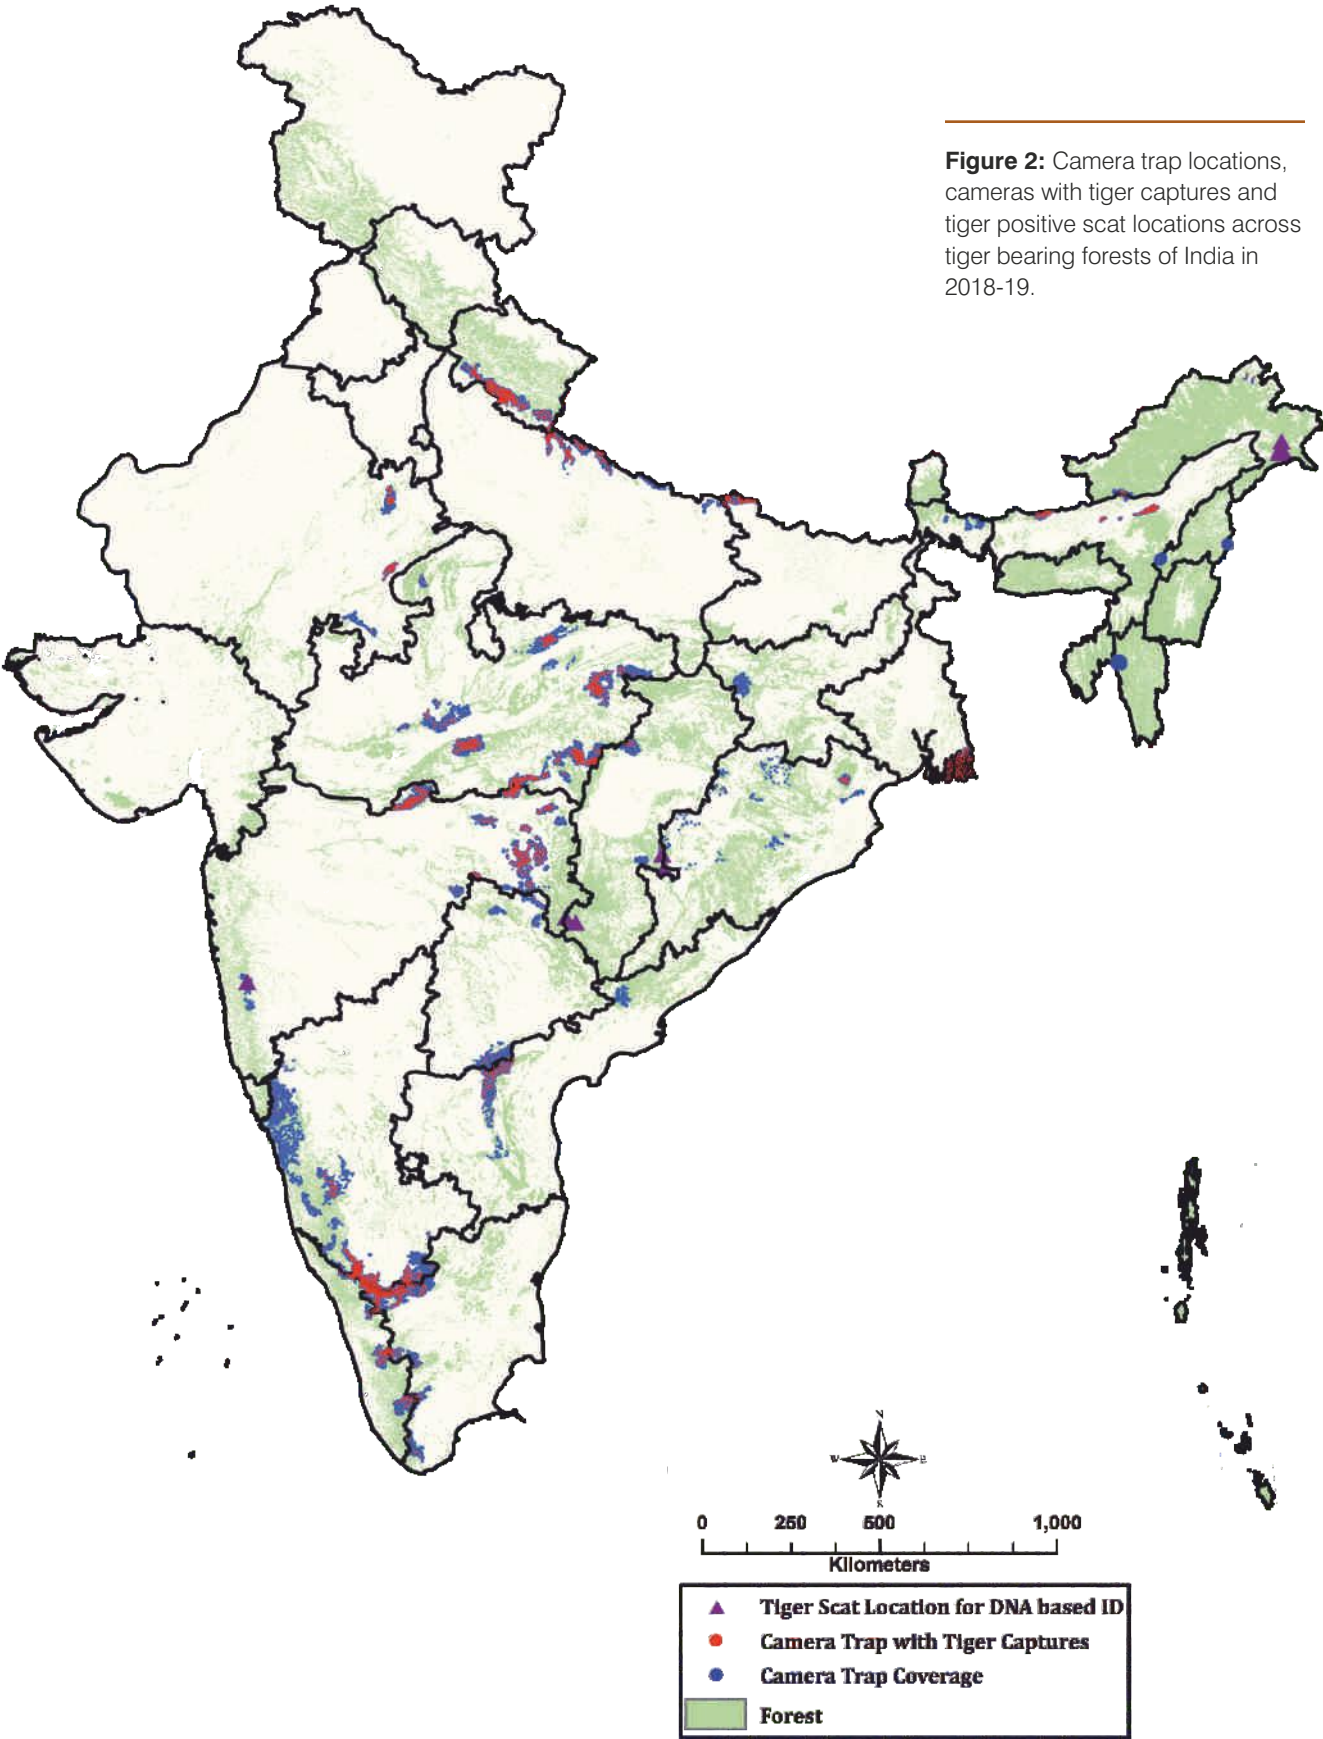 Figure 2: Camera trap locations,
cameras with tiger captures and
tiger positive scat locations across
tiger bearing forests of India in
2018-19.
N
W E
S
0 250 500 1,000
Kilometers
Tiger Scat Location for DNA based ID
Camera Trap with Tiger Captures
Camera Trap Coverage
Forest